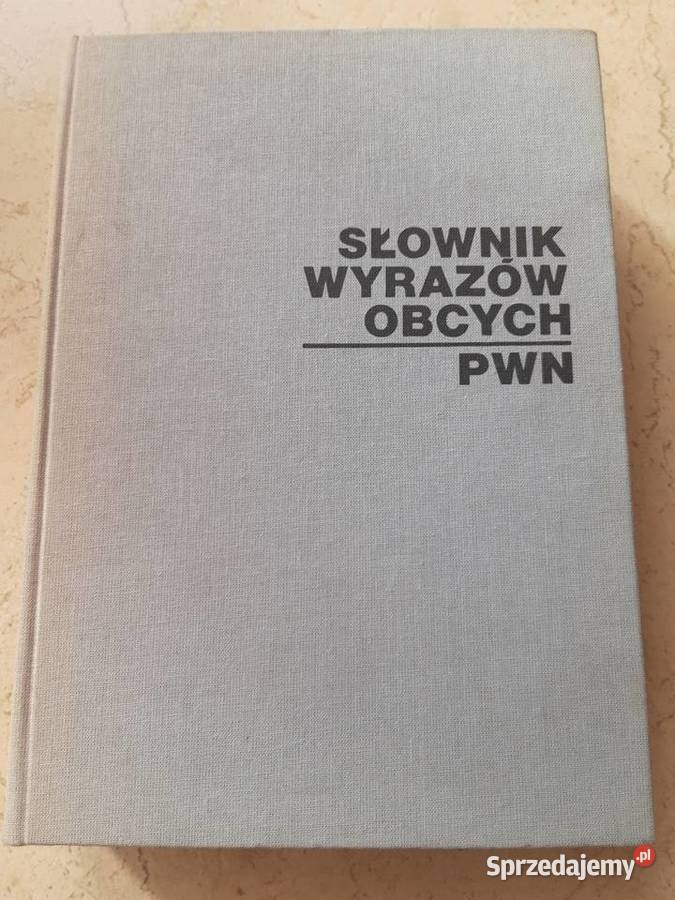 SŁOWNIK
WYRAZÓW
OBCYCH
PWN
Sprzedajemy.pl